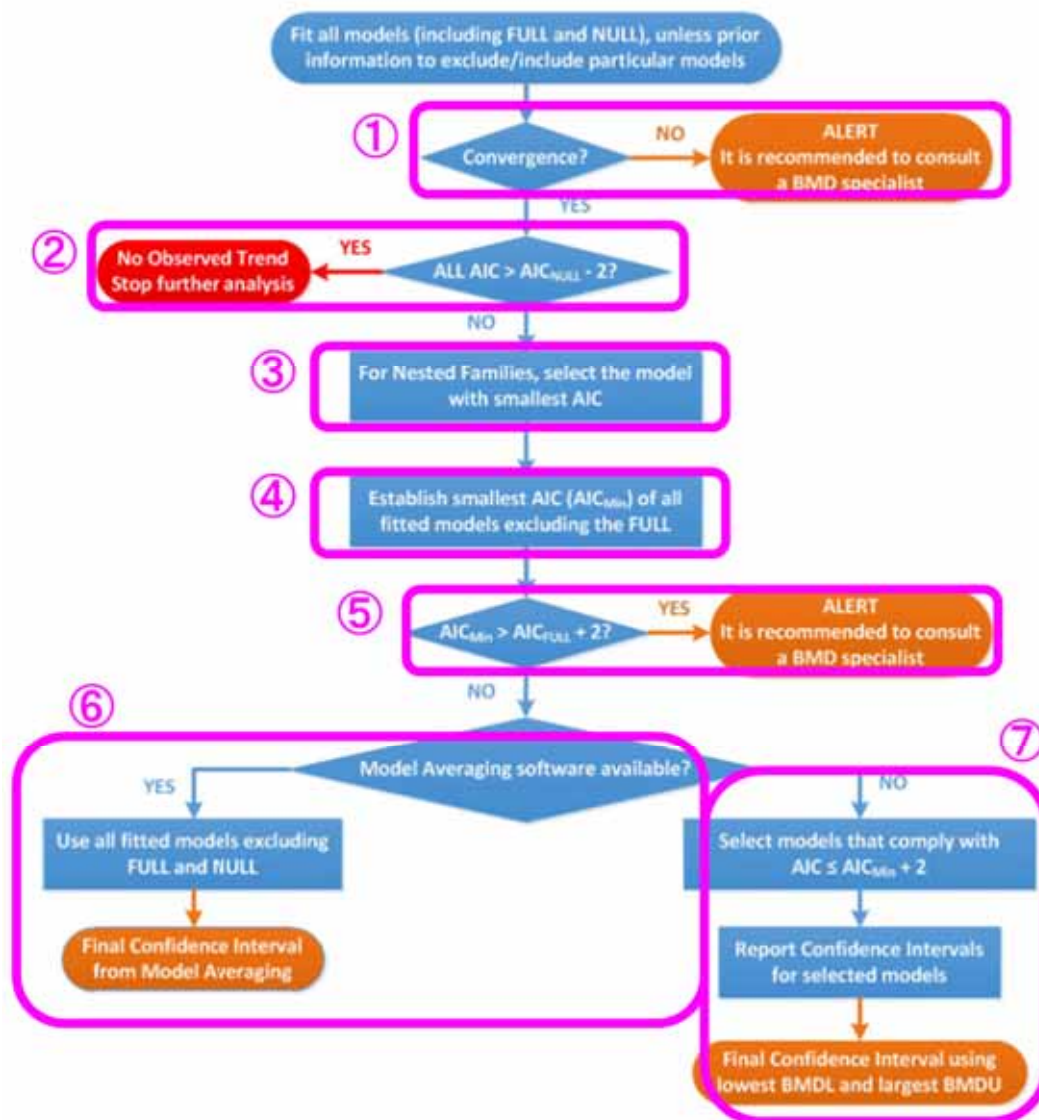 Fit all models (including FULL and NULL), unless prior
information to exclude/include particular models
①
Convergence?
NO
ALERT
It is recommended to consult
a BMD specialist
YES
②
No Observed Trend
Stop further analysis
YES
ALL AIC > AIC_NULL - 2?
NO
③
For Nested Families, select the model
with smallest AIC
④
Establish smallest AIC (AIC_Min) of all
fitted models excluding the FULL
⑤
AIC_Min > AIC_FULL + 2?
YES
ALERT
It is recommended to consult
a BMD specialist
NO
⑥
Model Averaging software available?
YES
Use all fitted models excluding
FULL and NULL
Final Confidence Interval
from Model Averaging
⑦
NO
Select models that comply with
AIC ≤ AIC_Min + 2
Report Confidence Intervals
for selected models
Final Confidence Interval using
lowest BMDL and largest BMDU